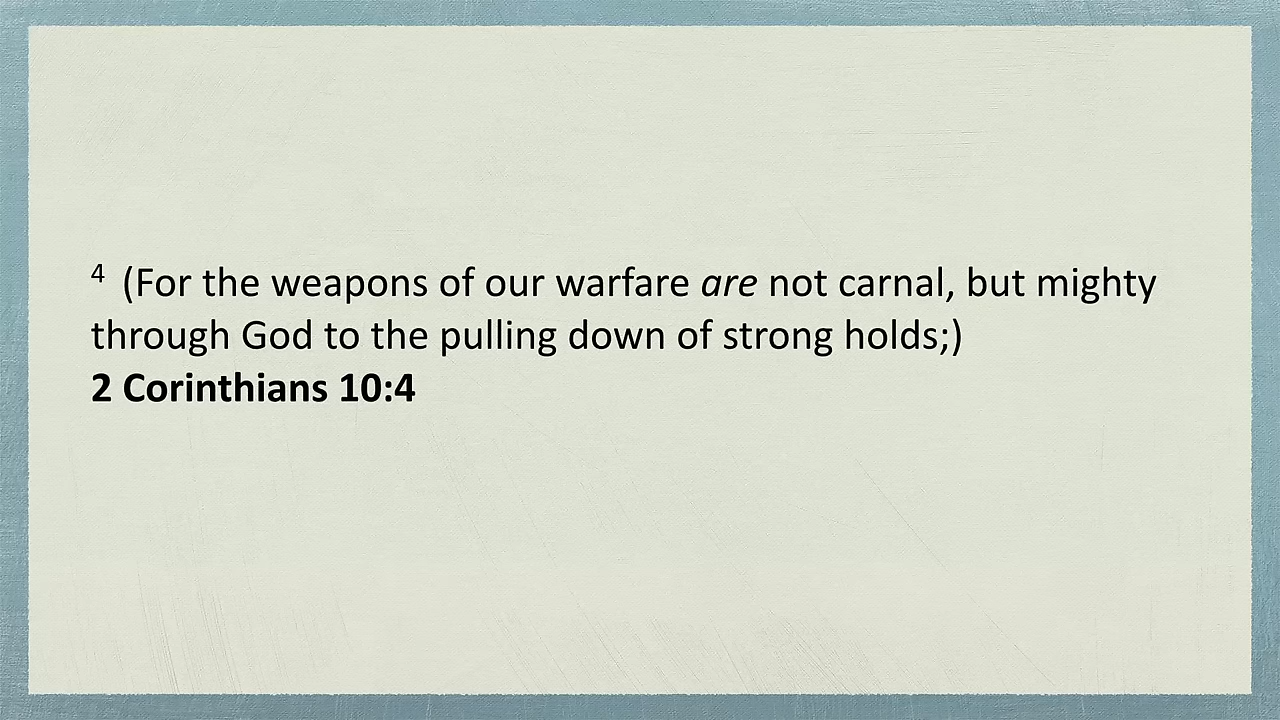 4 (For the weapons of our warfare are not carnal, but mighty
through God to the pulling down of strong holds;)
2 Corinthians 10:4